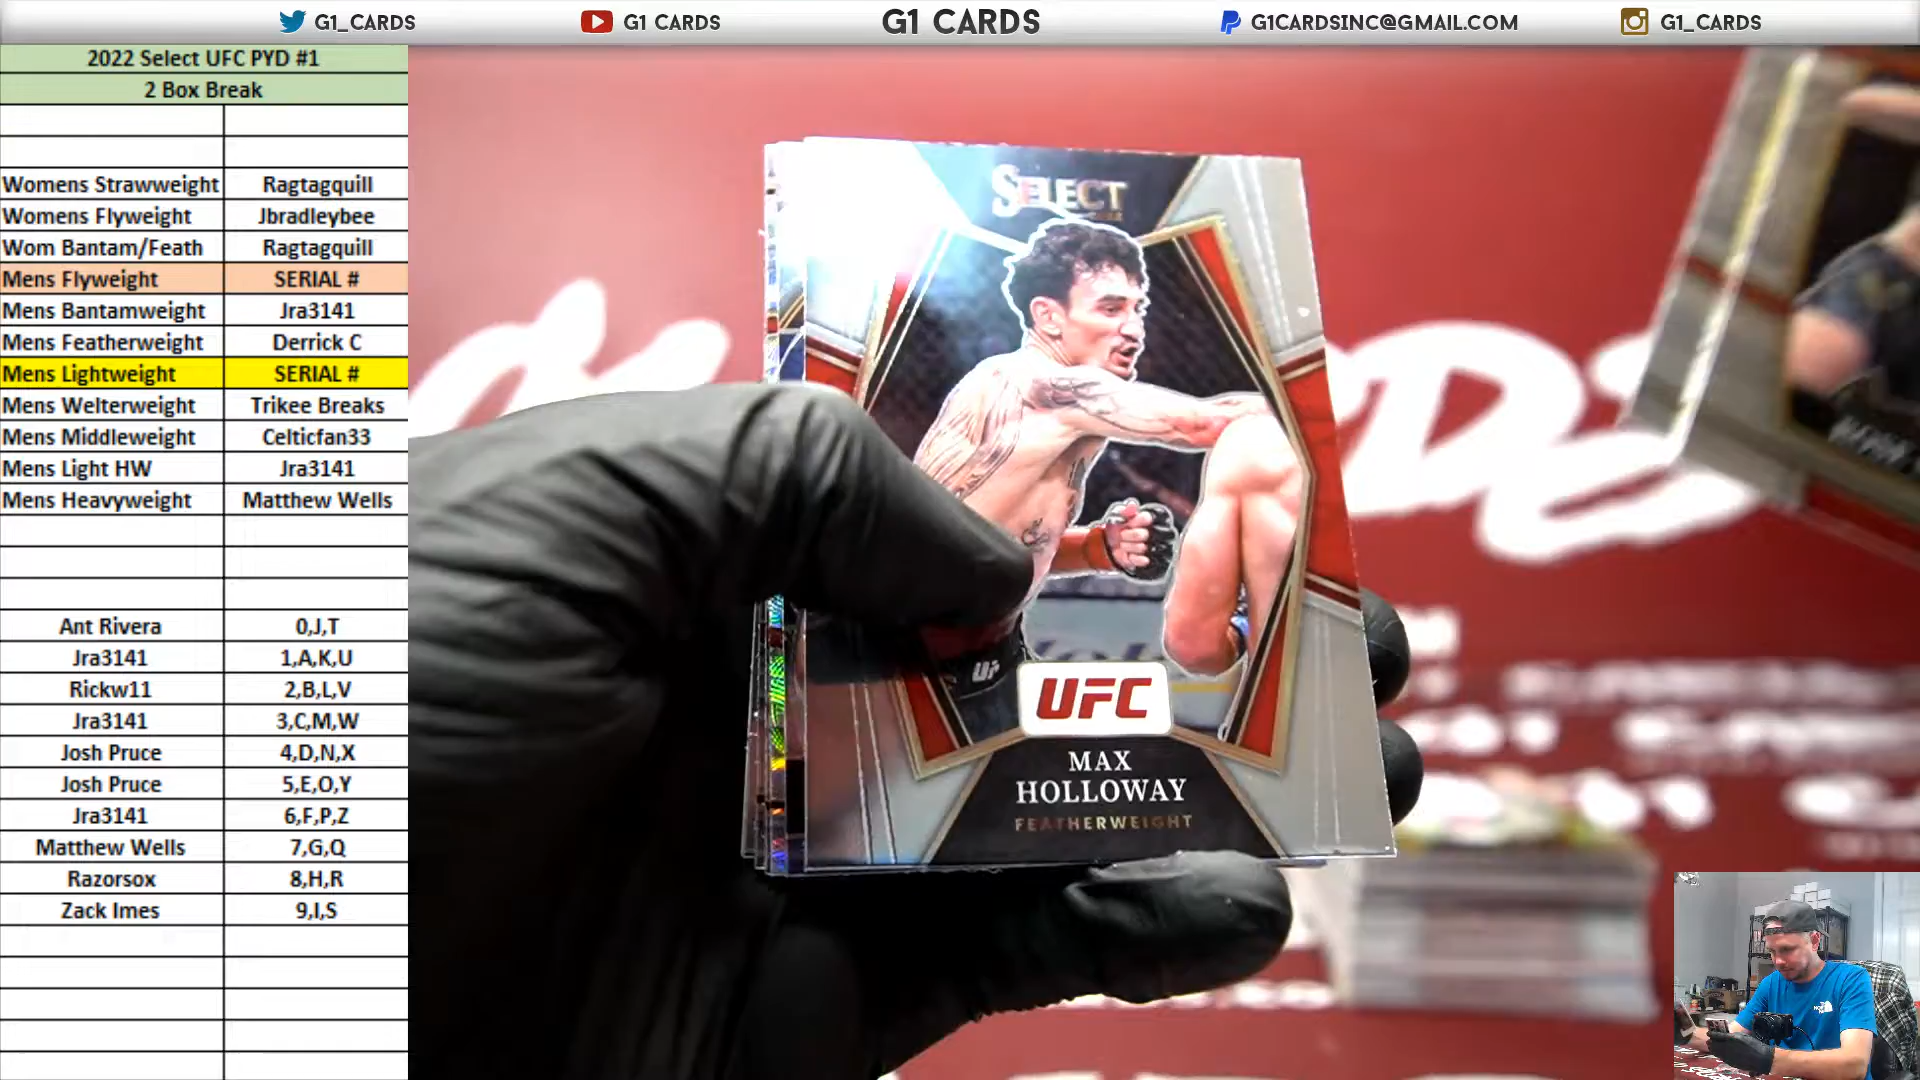 G1_CARDS G1 CARDS G1 CARDS G1CARDSINC@GMAIL.COM G1_CARDS
2022 Select UFC PYD #1
2 Box Break
Womens Strawweight Ragtagquill
Womens Flyweight Jbradleybee
Wom Bantam/Feath Ragtagquill
Mens Flyweight SERIAL #
Mens Bantamweight Jra3141
Mens Featherweight Derrick C
Mens Lightweight SERIAL #
Mens Welterweight Trikee Breaks
Mens Middleweight Celticfan33
Mens Light HW Jra3141
Mens Heavyweight Matthew Wells
Ant Rivera 0,J,T
Jra3141 1,A,K,U
Rickw11 2,B,L,V
Jra3141 3,C,M,W
Josh Pruce 4,D,N,X
Josh Pruce 5,E,O,Y
Jra3141 6,F,P,Z
Matthew Wells 7,G,Q
Razorsox 8,H,R
Zack Imes 9,I,S
SELECT
UFC
MAX
HOLLOWAY
FEATHERWEIGHT